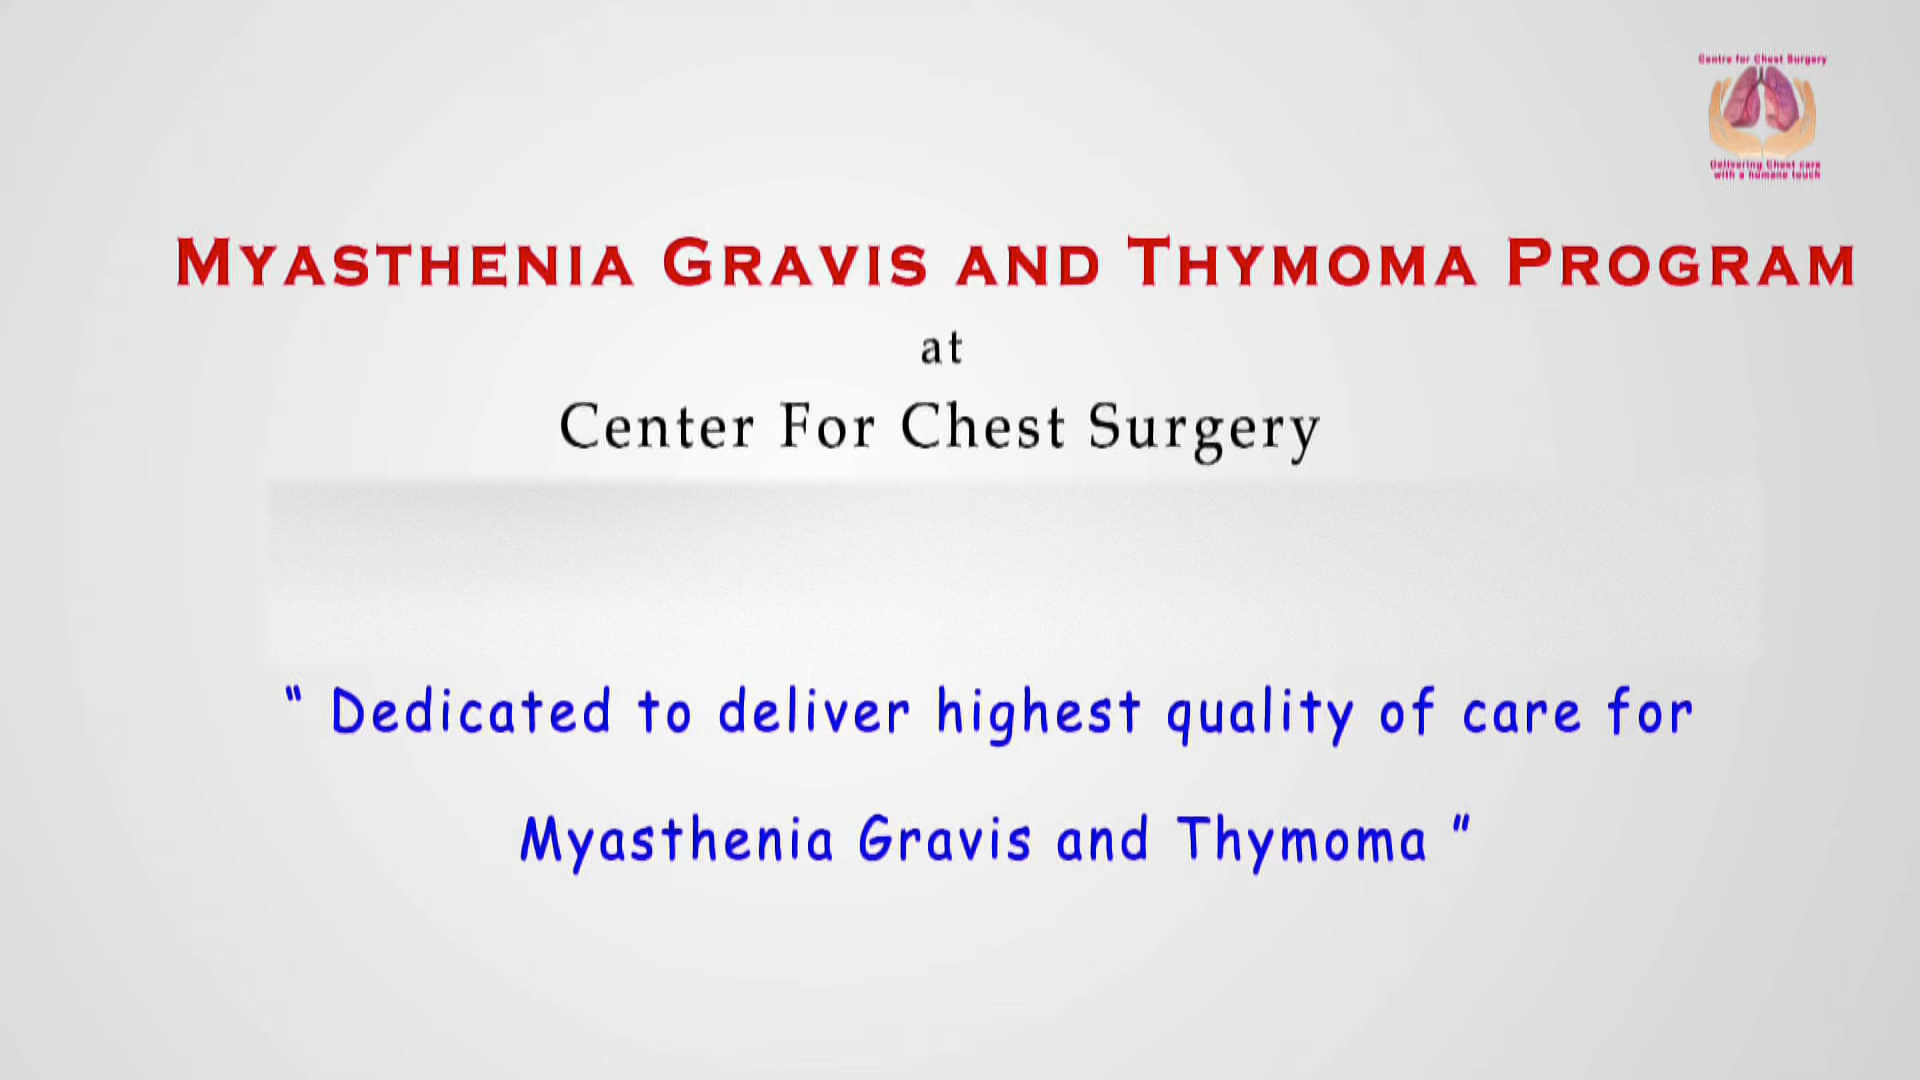 Centre for Chest Surgery
Delivering Chest care
with a humane touch
MYASTHENIA GRAVIS AND THYMOMA PROGRAM
at
Center For Chest Surgery
" Dedicated to deliver highest quality of care for
Myasthenia Gravis and Thymoma "